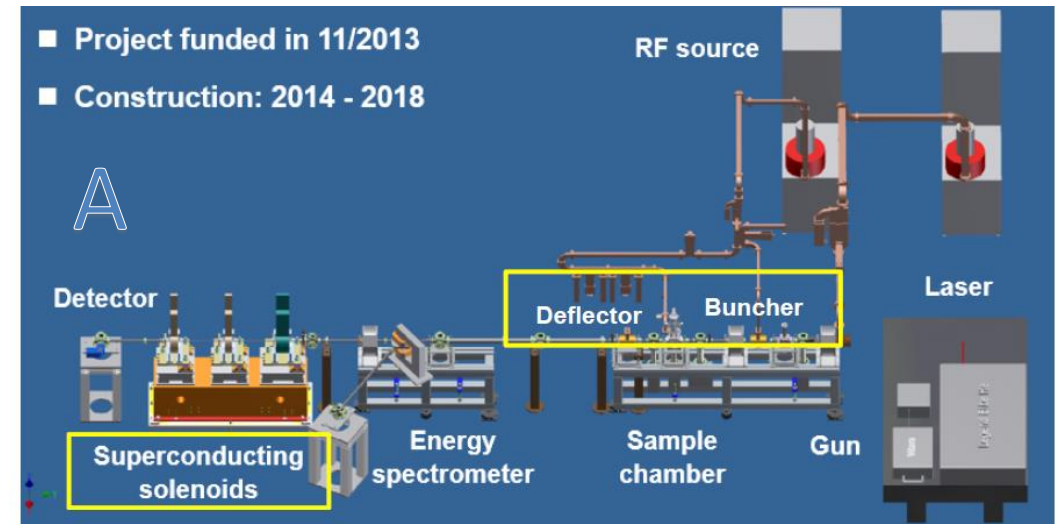 Project funded in 11/2013
Construction: 2014 - 2018
RF source
A
Detector
Deflector
Buncher
Laser
Superconducting
solenoids
Energy
spectrometer
Sample
chamber
Gun